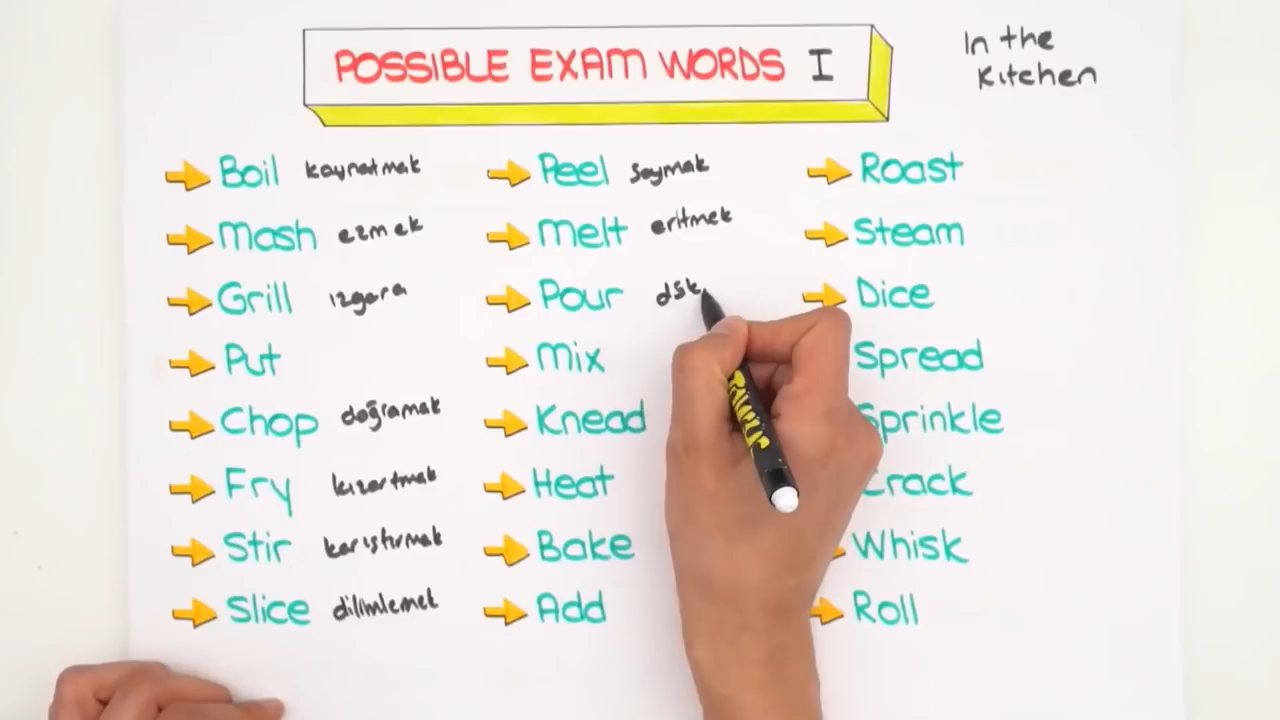 POSSIBLE EXAM WORDS I
In the
Kitchen
Boil kaynatmak
Mash ezmek
Grill ızgara
Put
Chop doğramak
Fry kızartmak
Stir karıştırmak
Slice dilimlemek
Peel soymak
Melt eritmek
Pour dök
Mix
Knead
Heat
Bake
Add
Roast
Steam
Dice
Spread
Sprinkle
Crack
Whisk
Roll